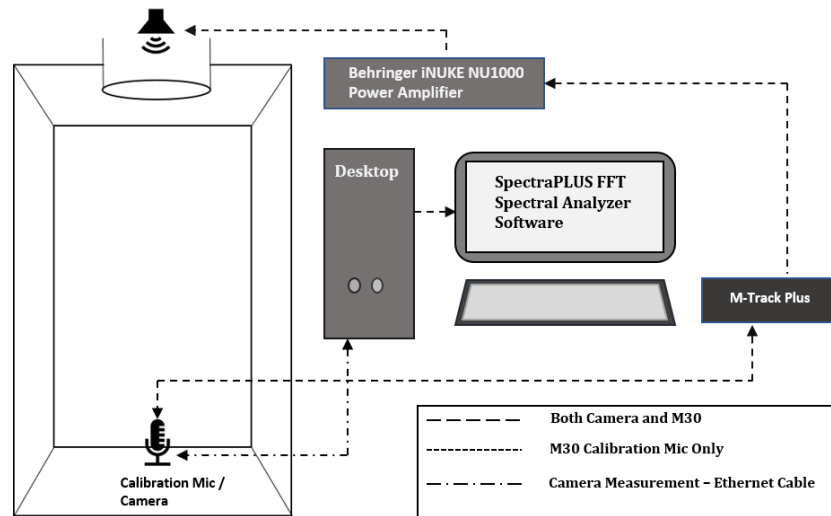 Behringer iNUKE NU1000
Power Amplifier
Desktop
SpectraPLUS FFT
Spectral Analyzer
Software
M-Track Plus
Calibration Mic /
Camera
Both Camera and M30
M30 Calibration Mic Only
Camera Measurement – Ethernet Cable